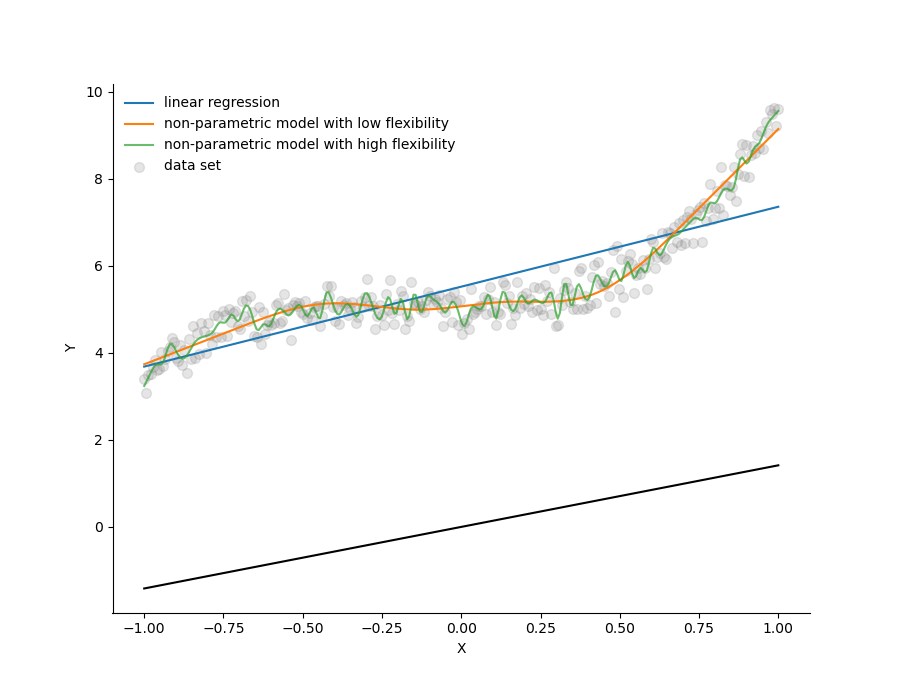 linear regression
non-parametric model with low flexibility
non-parametric model with high flexibility
data set
10
8
6
4
2
0
Y
−1.00 −0.75 −0.50 −0.25 0.00 0.25 0.50 0.75 1.00
X